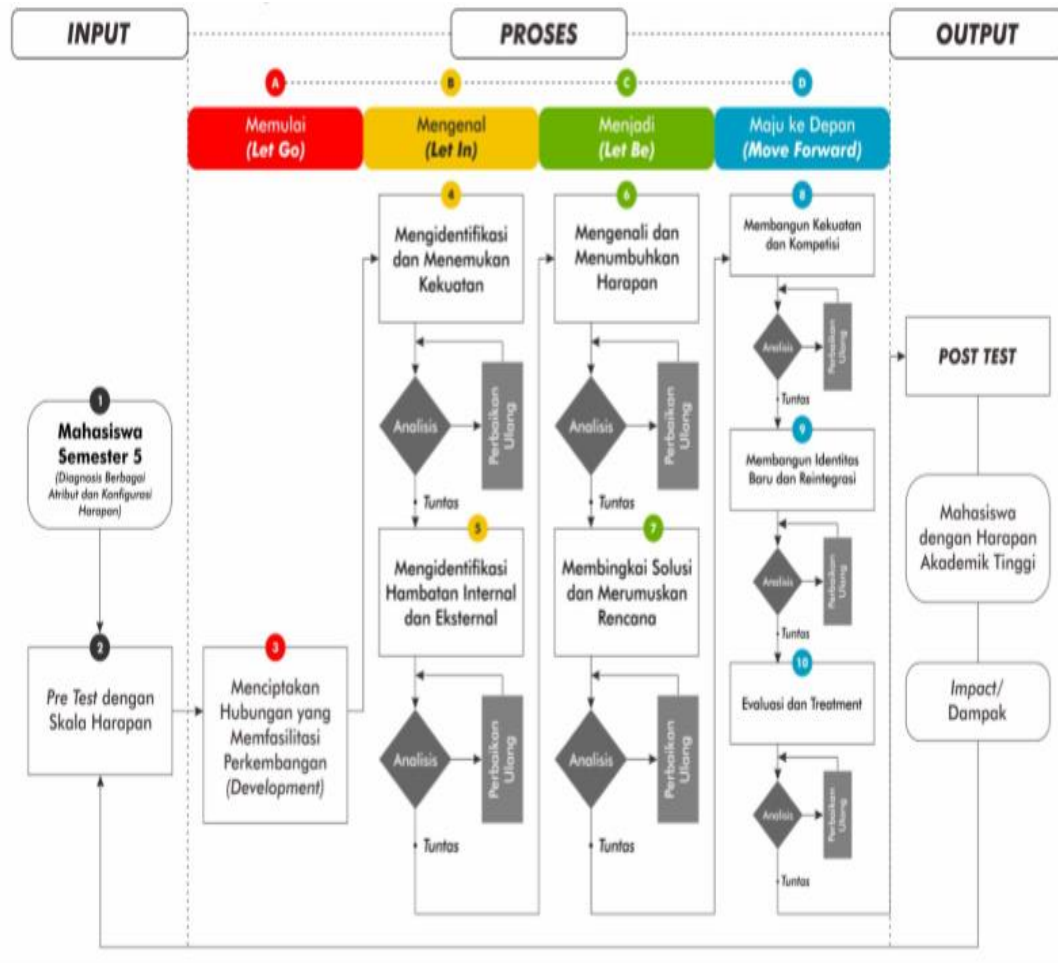 INPUT
PROSES
OUTPUT
A
B
C
D
Memulai
(Let Go)
Mengenal
(Let In)
Menjadi
(Let Be)
Maju ke Depan
(Move Forward)
1
Mahasiswa
Semester 5
(Diagnosis Berbagai
Atribut dan Konfigurasi
Harapan)
2
Pre Test dengan
Skala Harapan
3
Menciptakan
Hubungan yang
Memfasilitasi
Perkembangan
(Development)
4
Mengidentifikasi
dan Menemukan
Kekuatan
Analisis
Perbaikan
Ulang
Tuntas
5
Mengidentifikasi
Hambatan Internal
dan Eksternal
Analisis
Perbaikan
Ulang
Tuntas
6
Mengenali dan
Menumbuhkan
Harapan
Analisis
Perbaikan
Ulang
Tuntas
7
Membingkai Solusi
dan Merumuskan
Rencana
Analisis
Perbaikan
Ulang
Tuntas
8
Membangun Kekuatan
dan Kompetisi
Analisis
Perbaikan
Ulang
Tuntas
9
Membangun Identitas
Baru dan Reintegrasi
Analisis
Perbaikan
Ulang
Tuntas
10
Evaluasi dan Treatment
Analisis
Perbaikan
Ulang
Tuntas
POST TEST
Mahasiswa
dengan Harapan
Akademik Tinggi
Impact/
Dampak